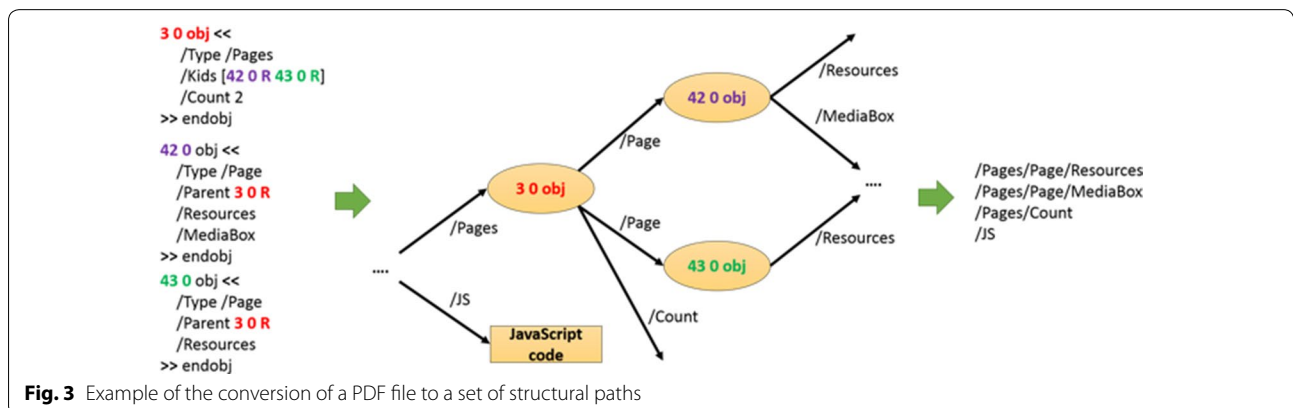 3 0 obj <<
/Type /Pages
/Kids [42 0 R 43 0 R]
/Count 2
>> endobj
42 0 obj <<
/Type /Page
/Parent 3 0 R
/Resources
/MediaBox
>> endobj
43 0 obj <<
/Type /Page
/Parent 3 0 R
/Resources
>> endobj
....
/Pages
/JS
JavaScript
code
3 0 obj
/Page
/Page
/Count
42 0 obj
43 0 obj
/Resources
/MediaBox
....
/Resources
/Pages/Page/Resources
/Pages/Page/MediaBox
/Pages/Count
/JS
Fig. 3 Example of the conversion of a PDF file to a set of structural paths